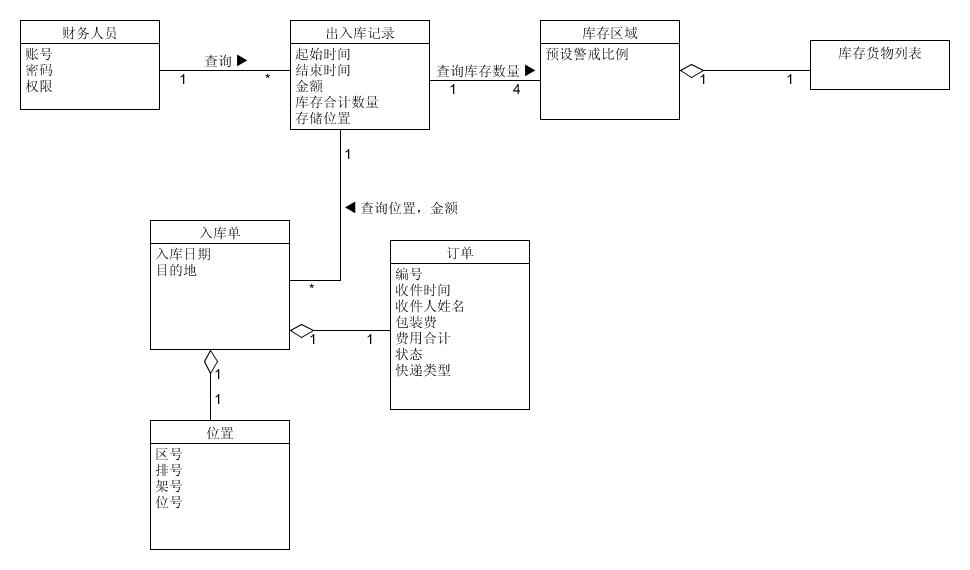 财务人员
账号
密码
权限
查询 ▶
1
*
出入库记录
起始时间
结束时间
金额
库存合计数量
存储位置
查询库存数量 ▶
1
4
库存区域
预设警戒比例
1
1
库存货物列表
1
◀ 查询位置，金额
*
入库单
入库日期
目的地
1
1
订单
编号
收件时间
收件人姓名
包装费
费用合计
状态
快递类型
1
1
位置
区号
排号
架号
位号